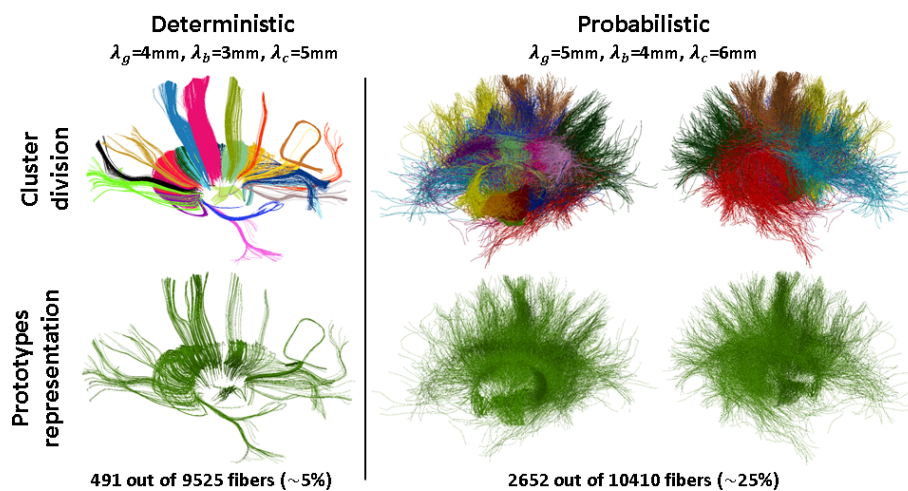 Deterministic
λg=4mm, λb=3mm, λc=5mm
Probabilistic
λg=5mm, λb=4mm, λc=6mm
Cluster
division
Prototypes
representation
491 out of 9525 fibers (~5%)
2652 out of 10410 fibers (~25%)